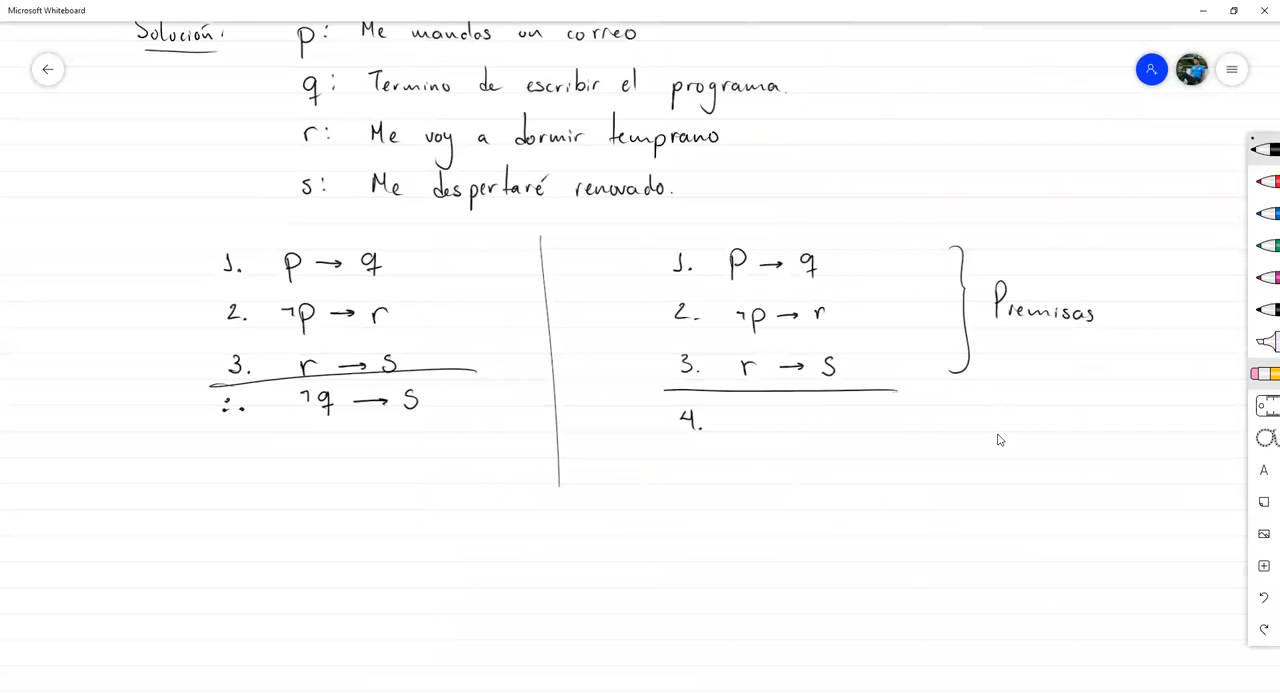 Microsoft Whiteboard
Solución: p: Me mandas un correo
q: Termino de escribir el programa.
r: Me voy a dormir temprano
s: Me despertaré renovado.
1. p → q
2. ¬p → r
3. r → s
∴ ¬q → s
1. p → q
2. ¬p → r
3. r → s
Premisas
4.
A